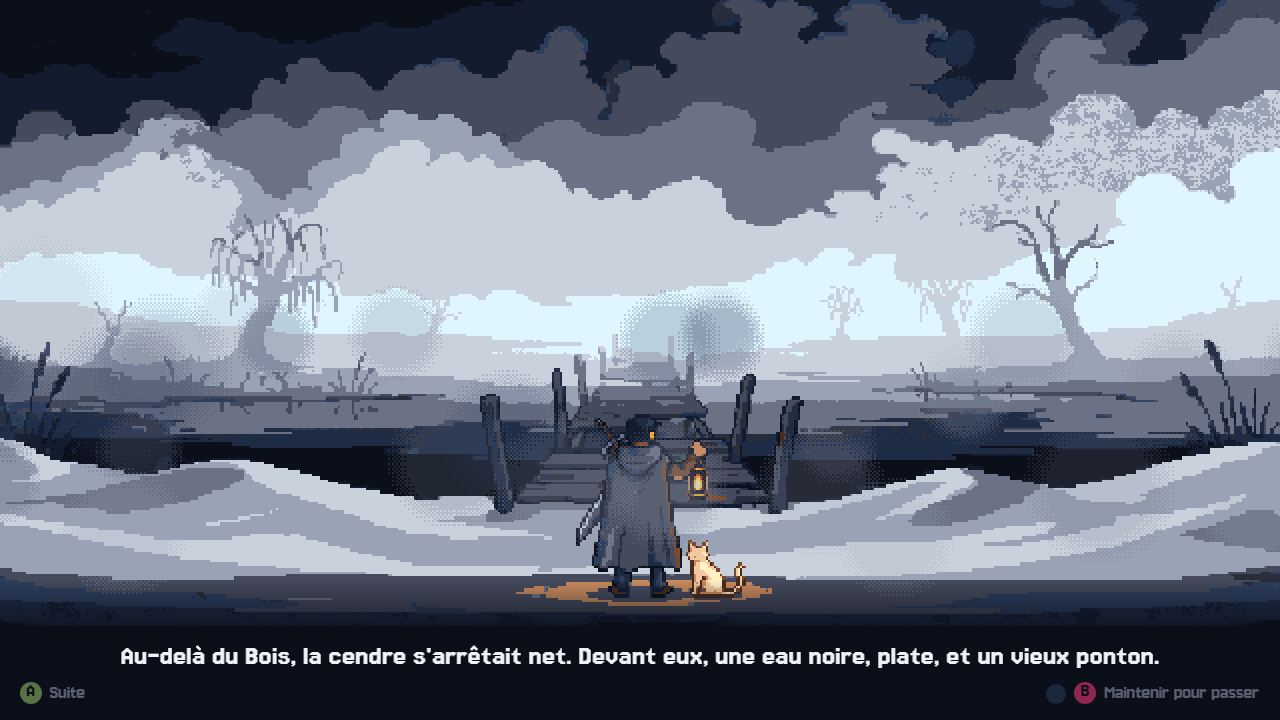 Au-delà du Bois, la cendre s'arrêtait net. Devant eux, une eau noire, plate, et un vieux ponton.
A Suite
B Maintenir pour passer